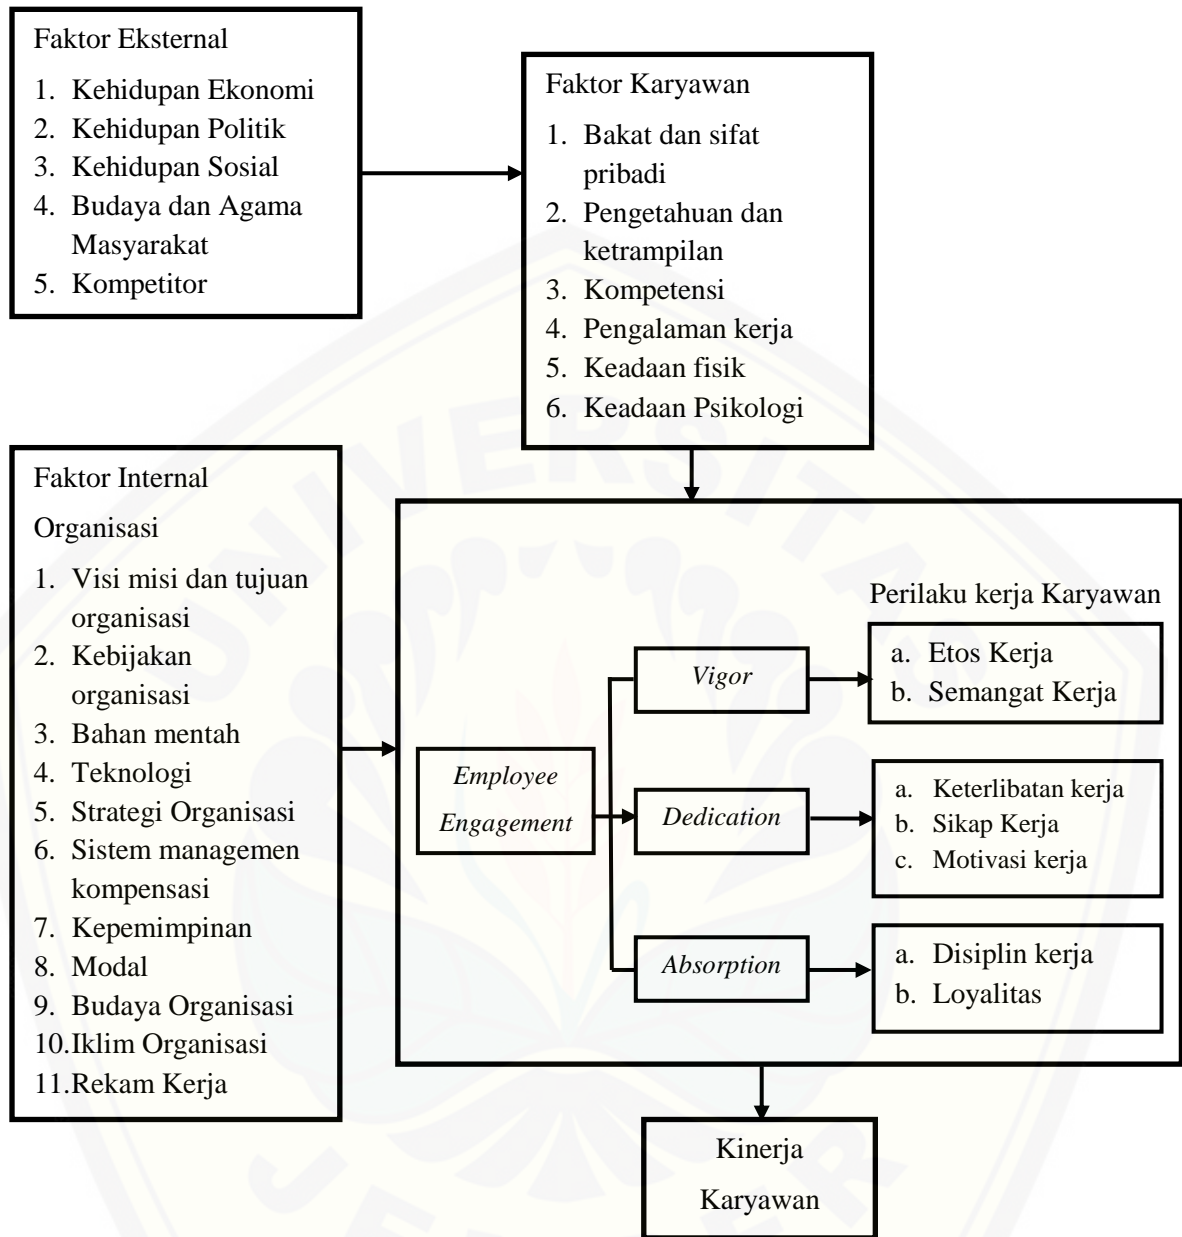 Faktor Eksternal
1. Kehidupan Ekonomi
2. Kehidupan Politik
3. Kehidupan Sosial
4. Budaya dan Agama
Masyarakat
5. Kompetitor
Faktor Karyawan
1. Bakat dan sifat
pribadi
2. Pengetahuan dan
ketrampilan
3. Kompetensi
4. Pengalaman kerja
5. Keadaan fisik
6. Keadaan Psikologi
Faktor Internal
Organisasi
1. Visi misi dan tujuan
organisasi
2. Kebijakan
organisasi
3. Bahan mentah
4. Teknologi
5. Strategi Organisasi
6. Sistem managemen
kompensasi
7. Kepemimpinan
8. Modal
9. Budaya Organisasi
10.Iklim Organisasi
11.Rekam Kerja
Employee
Engagement
Vigor
Dedication
Absorption
Perilaku kerja Karyawan
a. Etos Kerja
b. Semangat Kerja
a. Keterlibatan kerja
b. Sikap Kerja
c. Motivasi kerja
a. Disiplin kerja
b. Loyalitas
Kinerja
Karyawan
UNIVERSITAS
JEMBER